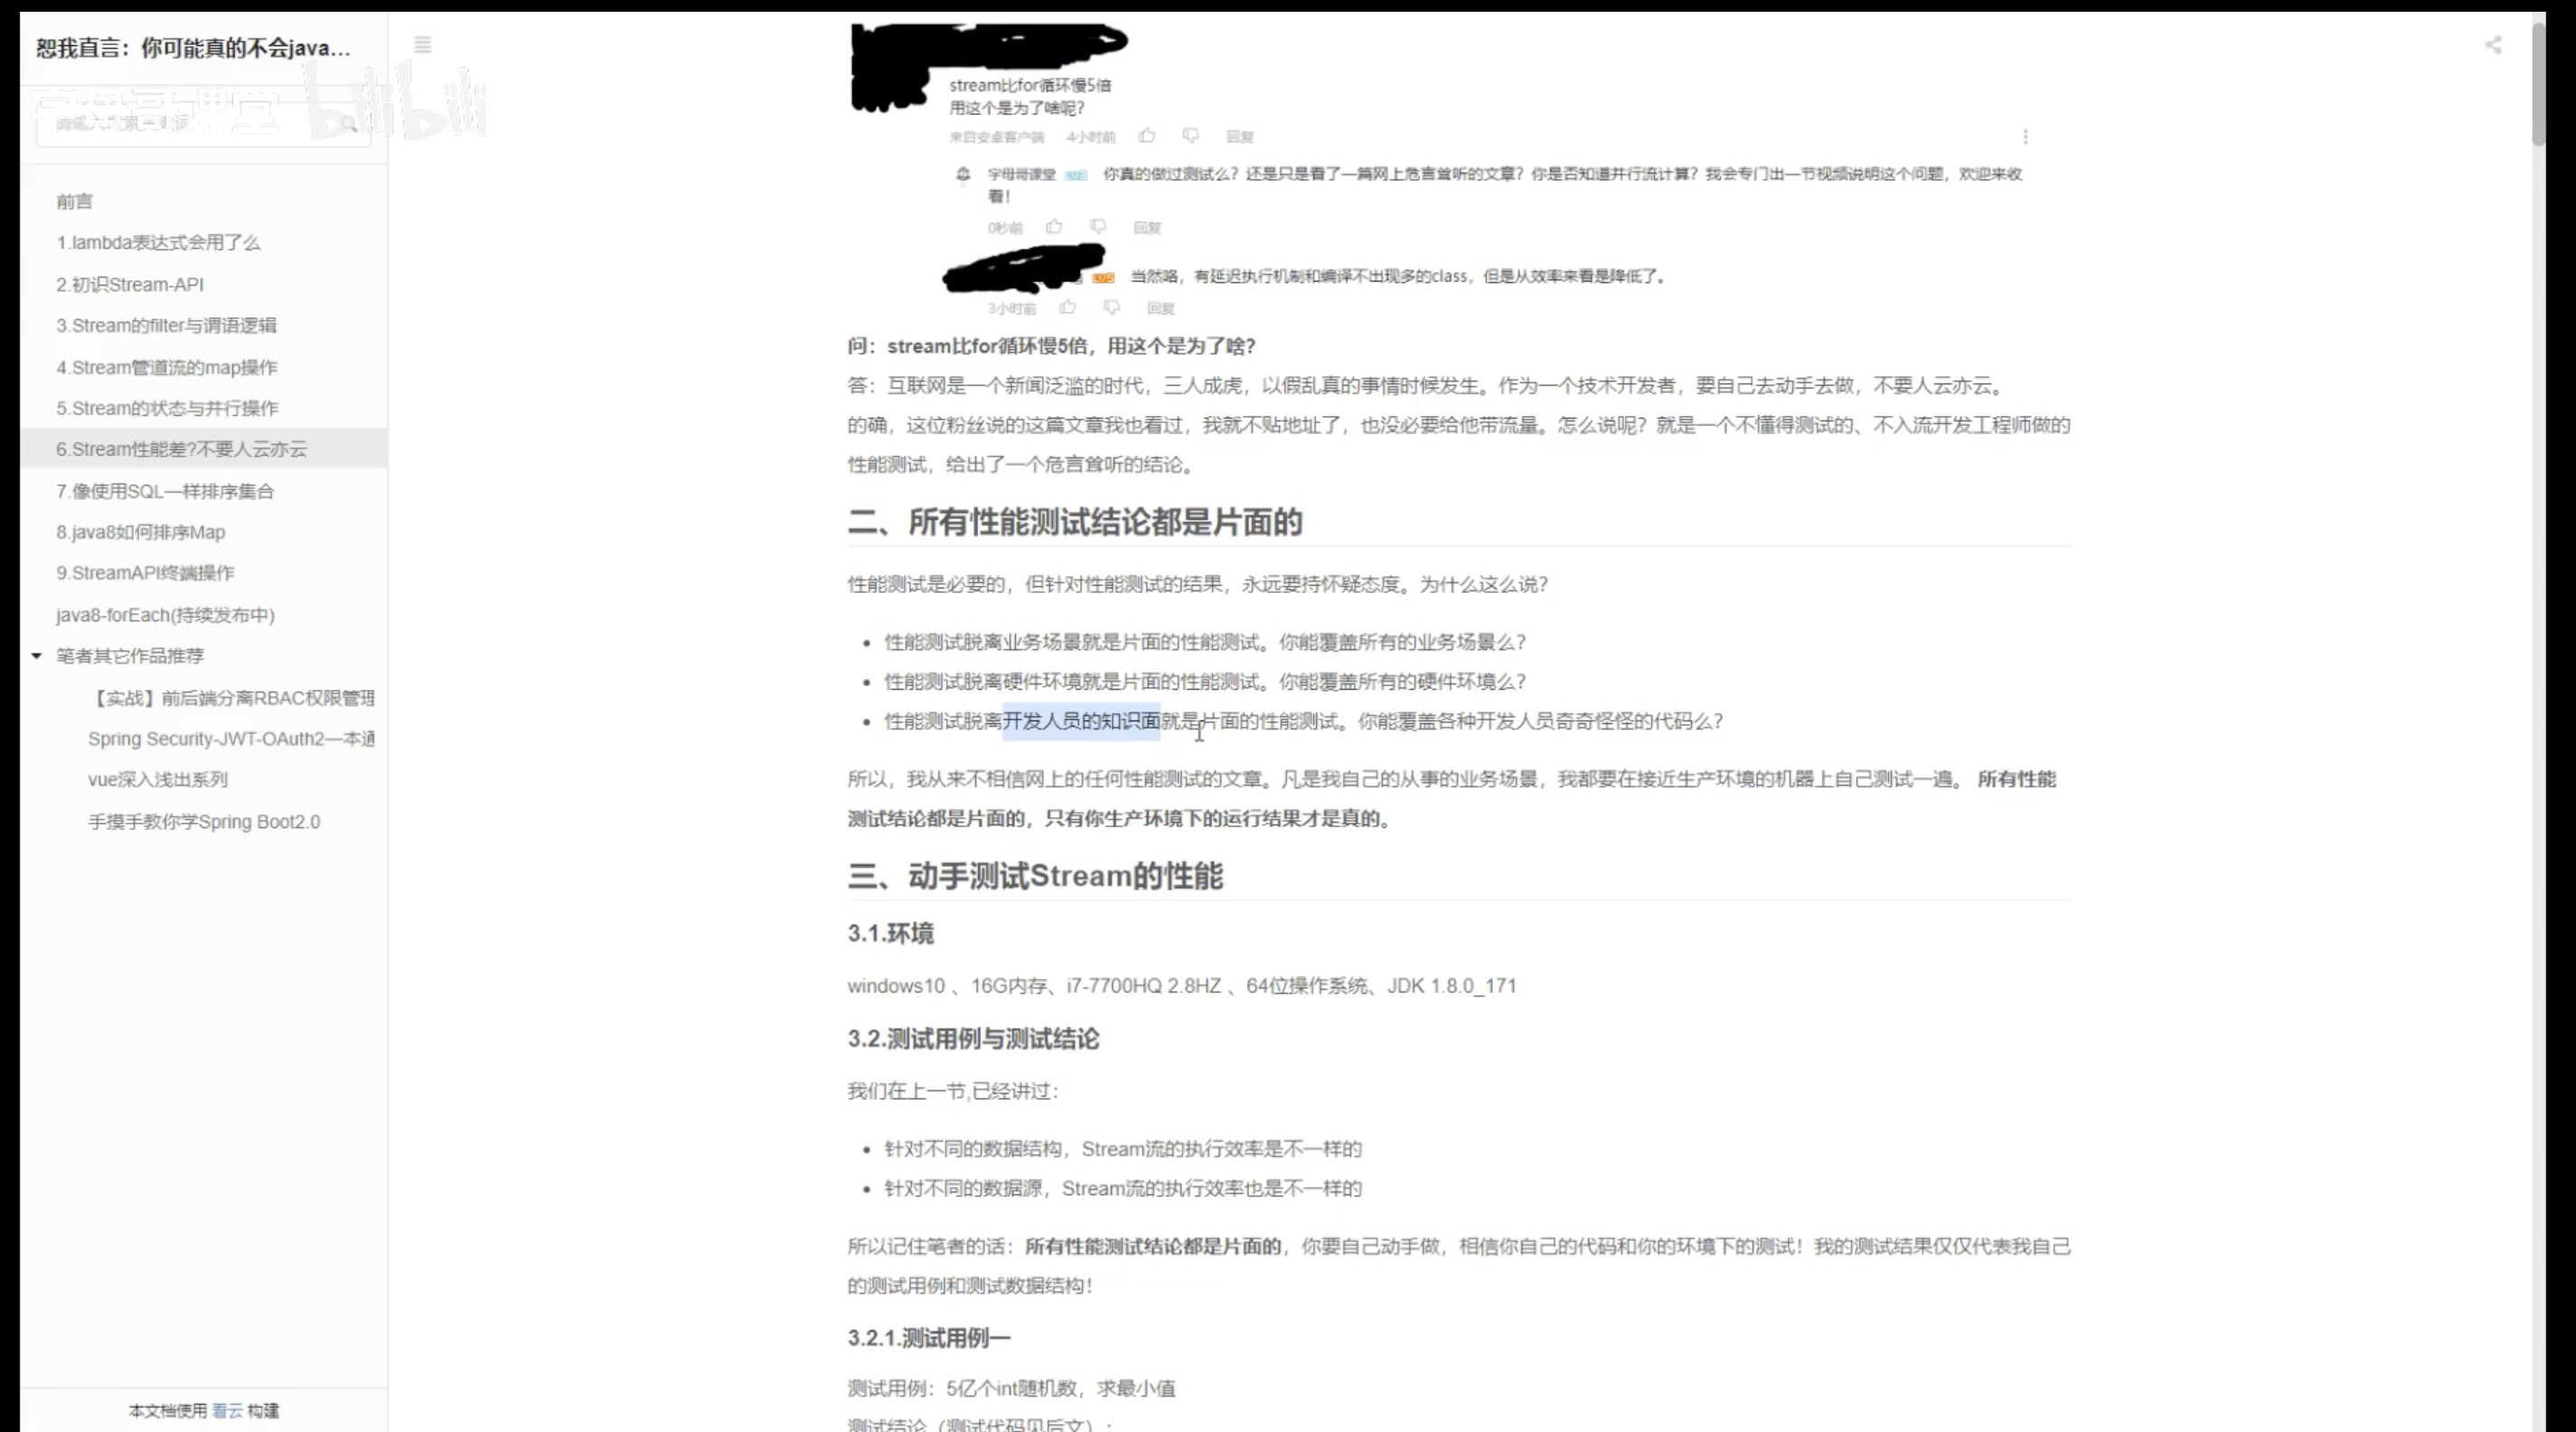 恕我直言：你可能真的不会java...
字母哥课堂 bilibili
前言
1.lambda表达式会用了么
2.初识Stream-API
3.Stream的filter与谓语逻辑
4.Stream管道流的map操作
5.Stream的状态与并行操作
6.Stream性能差?不要人云亦云
7.像使用SQL一样排序集合
8.java8如何排序Map
9.StreamAPI终端操作
java8-forEach(持续发布中)
笔者其它作品推荐
【实战】前后端分离RBAC权限管理
Spring Security-JWT-OAuth2一本通
vue深入浅出系列
手摸手教你学Spring Boot2.0
本文档使用 看云 构建
stream比for循环慢5倍
用这个是为了啥呢？
来自安卓客户端 4小时前 回复
字母哥课堂 你真的做过测试么？还是只是看了一篇网上危言耸听的文章？你是否知道并行流计算？我会专门出一节视频说明这个问题，欢迎来收
看！
0秒前 回复
LV5 当然咯，有延迟执行机制和编译不出现多的class，但是从效率来看是降低了。
3小时前 回复
问：stream比for循环慢5倍，用这个是为了啥？
答：互联网是一个新闻泛滥的时代，三人成虎，以假乱真的事情时候发生。作为一个技术开发者，要自己去动手去做，不要人云亦云。
的确，这位粉丝说的这篇文章我也看过，我就不贴地址了，也没必要给他带流量。怎么说呢？就是一个不懂得测试的、不入流开发工程师做的
性能测试，给出了一个危言耸听的结论。
二、所有性能测试结论都是片面的
性能测试是必要的，但针对性能测试的结果，永远要持怀疑态度。为什么这么说？
• 性能测试脱离业务场景就是片面的性能测试。你能覆盖所有的业务场景么？
• 性能测试脱离硬件环境就是片面的性能测试。你能覆盖所有的硬件环境么？
• 性能测试脱离开发人员的知识面就是片面的性能测试。你能覆盖各种开发人员奇奇怪怪的代码么？
所以，我从来不相信网上的任何性能测试的文章。凡是我自己的从事的业务场景，我都要在接近生产环境的机器上自己测试一遍。 所有性能
测试结论都是片面的，只有你生产环境下的运行结果才是真的。
三、动手测试Stream的性能
3.1.环境
windows10 、16G内存、i7-7700HQ 2.8HZ 、64位操作系统、JDK 1.8.0_171
3.2.测试用例与测试结论
我们在上一节,已经讲过：
• 针对不同的数据结构，Stream流的执行效率是不一样的
• 针对不同的数据源，Stream流的执行效率也是不一样的
所以记住笔者的话：所有性能测试结论都是片面的，你要自己动手做，相信你自己的代码和你的环境下的测试！我的测试结果仅仅代表我自己
的测试用例和测试数据结构！
3.2.1.测试用例一
测试用例：5亿个int随机数，求最小值
测试结论（测试代码见后文）：